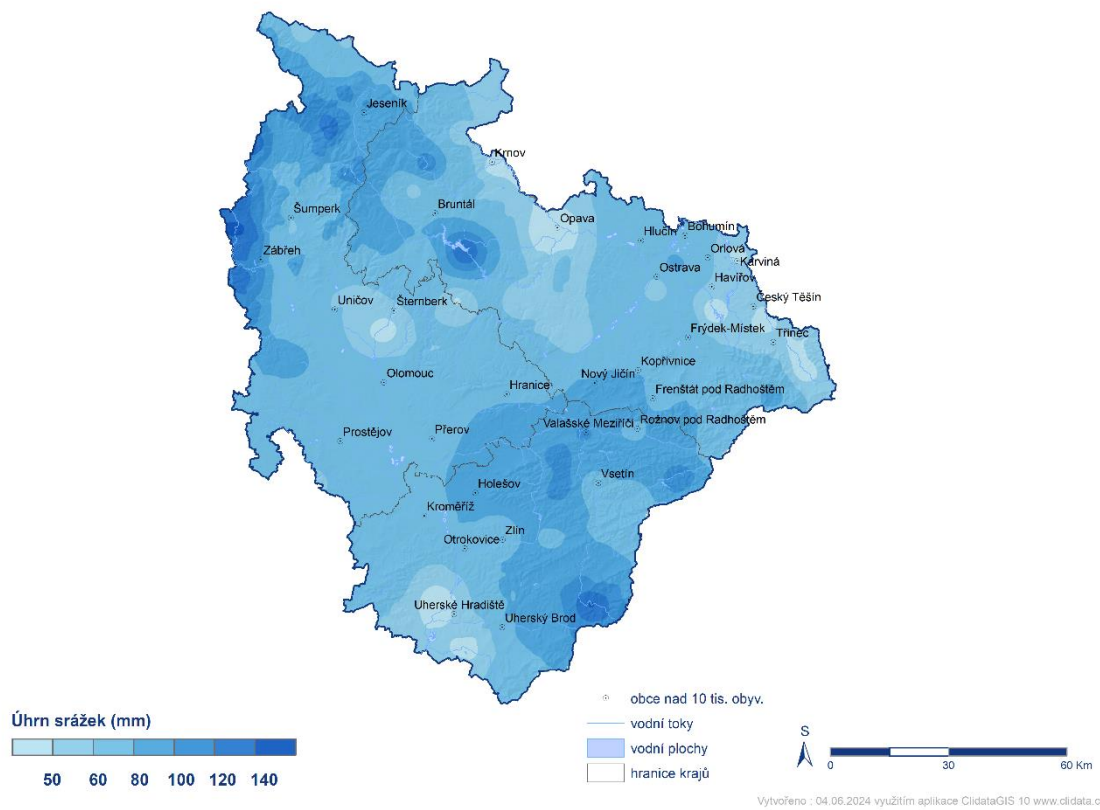 Jeseník
Krnov
Bruntál
Šumperk
Opava
Hlučín
Bohumín
Orlová
Karviná
Zábřeh
Ostrava
Havířov
Uničov
Šternberk
Český Těšín
Frýdek-Místek
Třinec
Kopřivnice
Olomouc
Nový Jičín
Hranice
Frenštát pod Radhoštěm
Valašské Meziříčí
Rožnov pod Radhoštěm
Prostějov
Přerov
Vsetín
Holešov
Kroměříž
Zlín
Otrokovice
Uherské Hradiště
Uherský Brod
Úhrn srážek (mm)
50 60 80 100 120 140
obce nad 10 tis. obyv.
vodní toky
vodní plochy
hranice krajů
S
0 30 60 Km
Vytvořeno : 04.06.2024 využitím aplikace ClidataGIS 10 www.clidata.c